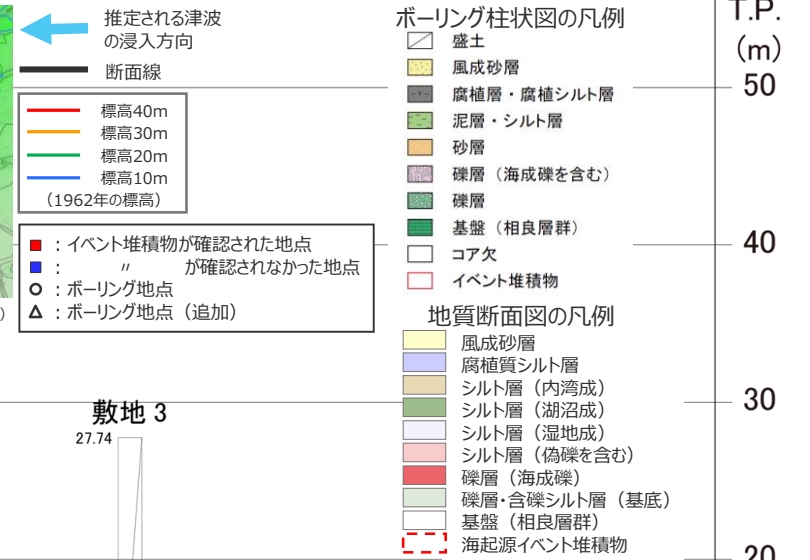 推定される津波
の浸入方向
断面線
標高40m
標高30m
標高20m
標高10m
（1962年の標高）
■ ：イベント堆積物が確認された地点
■ ： 〃 が確認されなかった地点
○ ：ボーリング地点
△ ：ボーリング地点（追加）
）
敷地 3
27.74
ボーリング柱状図の凡例
盛土
風成砂層
腐植層・腐植シルト層
泥層・シルト層
砂層
礫層（海成礫を含む）
礫層
基盤（相良層群）
コア欠
イベント堆積物
地質断面図の凡例
風成砂層
腐植質シルト層
シルト層（内湾成）
シルト層（湖沼成）
シルト層（湿地成）
シルト層（偽礫を含む）
礫層（海成礫）
礫層・含礫シルト層（基底）
基盤（相良層群）
海起源イベント堆積物
T.P.
(m)
50
40
30
20